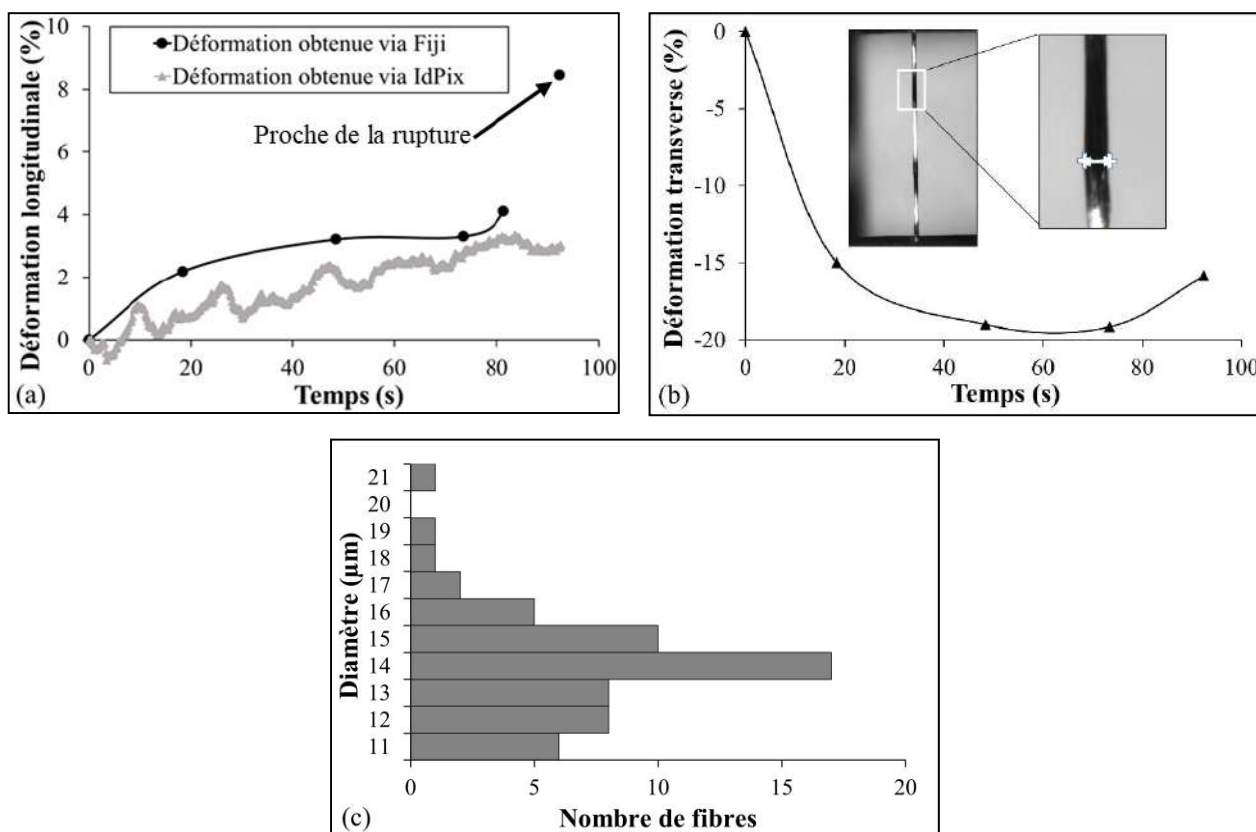 Déformation longitudinale (%)
10
8
6
4
2
0
Déformation obtenue via Fiji
Déformation obtenue via IdPix
Proche de la rupture
0 20 40 60 80 100
Temps (s)
(a)
Déformation transverse (%)
0
-5
-10
-15
-20
0 20 40 60 80 100
Temps (s)
(b)
Diamètre (µm)
21
20
19
18
17
16
15
14
13
12
11
0 5 10 15 20
Nombre de fibres
(c)